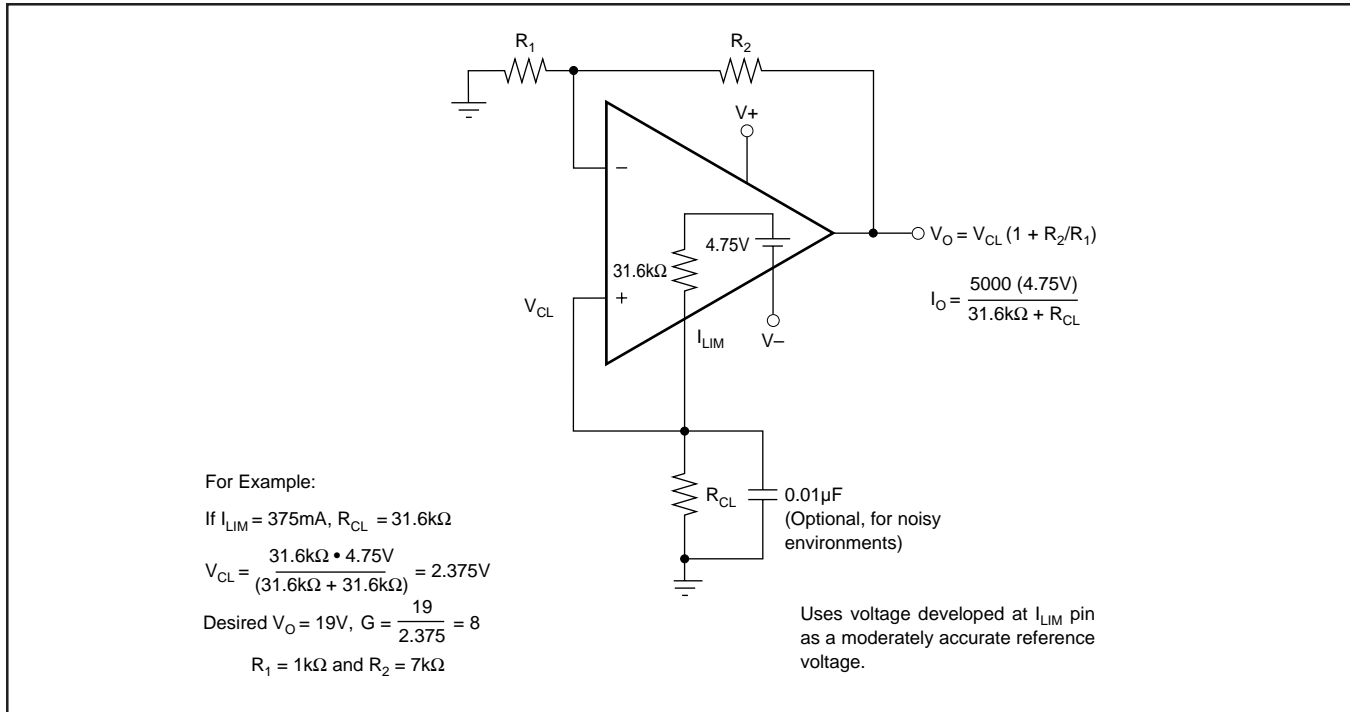 R1
R2
V+
−
4.75V
31.6kΩ
VO = VCL (1 + R2/R1)
IO = 5000 (4.75V) / 31.6kΩ + RCL
VCL
+
ILIM
V–
RCL
0.01µF
(Optional, for noisy
environments)
For Example:
If ILIM = 375mA, RCL = 31.6kΩ
VCL = 31.6kΩ • 4.75V / (31.6kΩ + 31.6kΩ) = 2.375V
Desired VO = 19V, G = 19 / 2.375 = 8
R1 = 1kΩ and R2 = 7kΩ
Uses voltage developed at ILIM pin
as a moderately accurate reference
voltage.